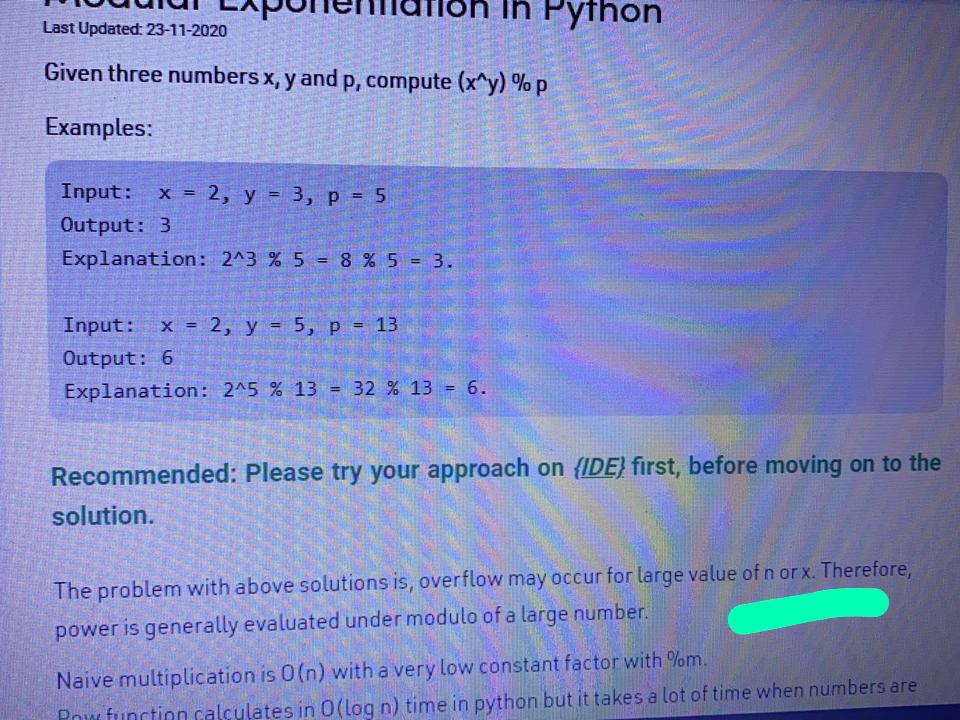 Modular Exponentiation in Python
Last Updated: 23-11-2020
Given three numbers x, y and p, compute (x^y) % p
Examples:
Input:  x = 2, y = 3, p = 5
Output: 3
Explanation: 2^3 % 5 = 8 % 5 = 3.
Input:  x = 2, y = 5, p = 13
Output: 6
Explanation: 2^5 % 13 = 32 % 13 = 6.
Recommended: Please try your approach on {IDE} first, before moving on to the
solution.
The problem with above solutions is, overflow may occur for large value of n or x. Therefore,
power is generally evaluated under modulo of a large number.
Naive multiplication is O(n) with a very low constant factor with %m.
Pow function calculates in O(log n) time in python but it takes a lot of time when numbers are